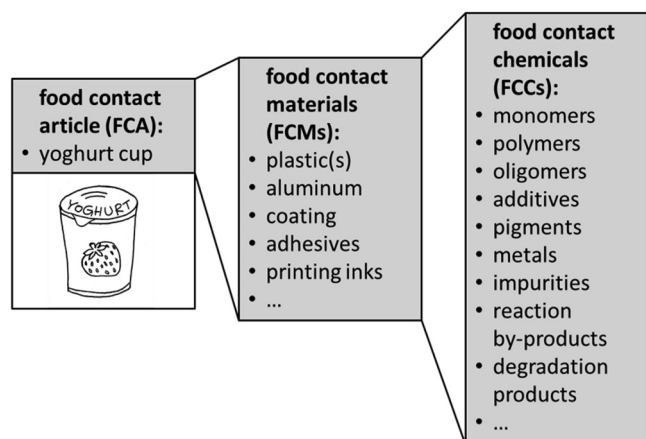 food contact
article (FCA):
• yoghurt cup
YOGHURT
food contact
materials
(FCMs):
• plastic(s)
• aluminum
• coating
• adhesives
• printing inks
• ...
food contact
chemicals
(FCCs):
• monomers
• polymers
• oligomers
• additives
• pigments
• metals
• impurities
• reaction
by-products
• degradation
products
• ...